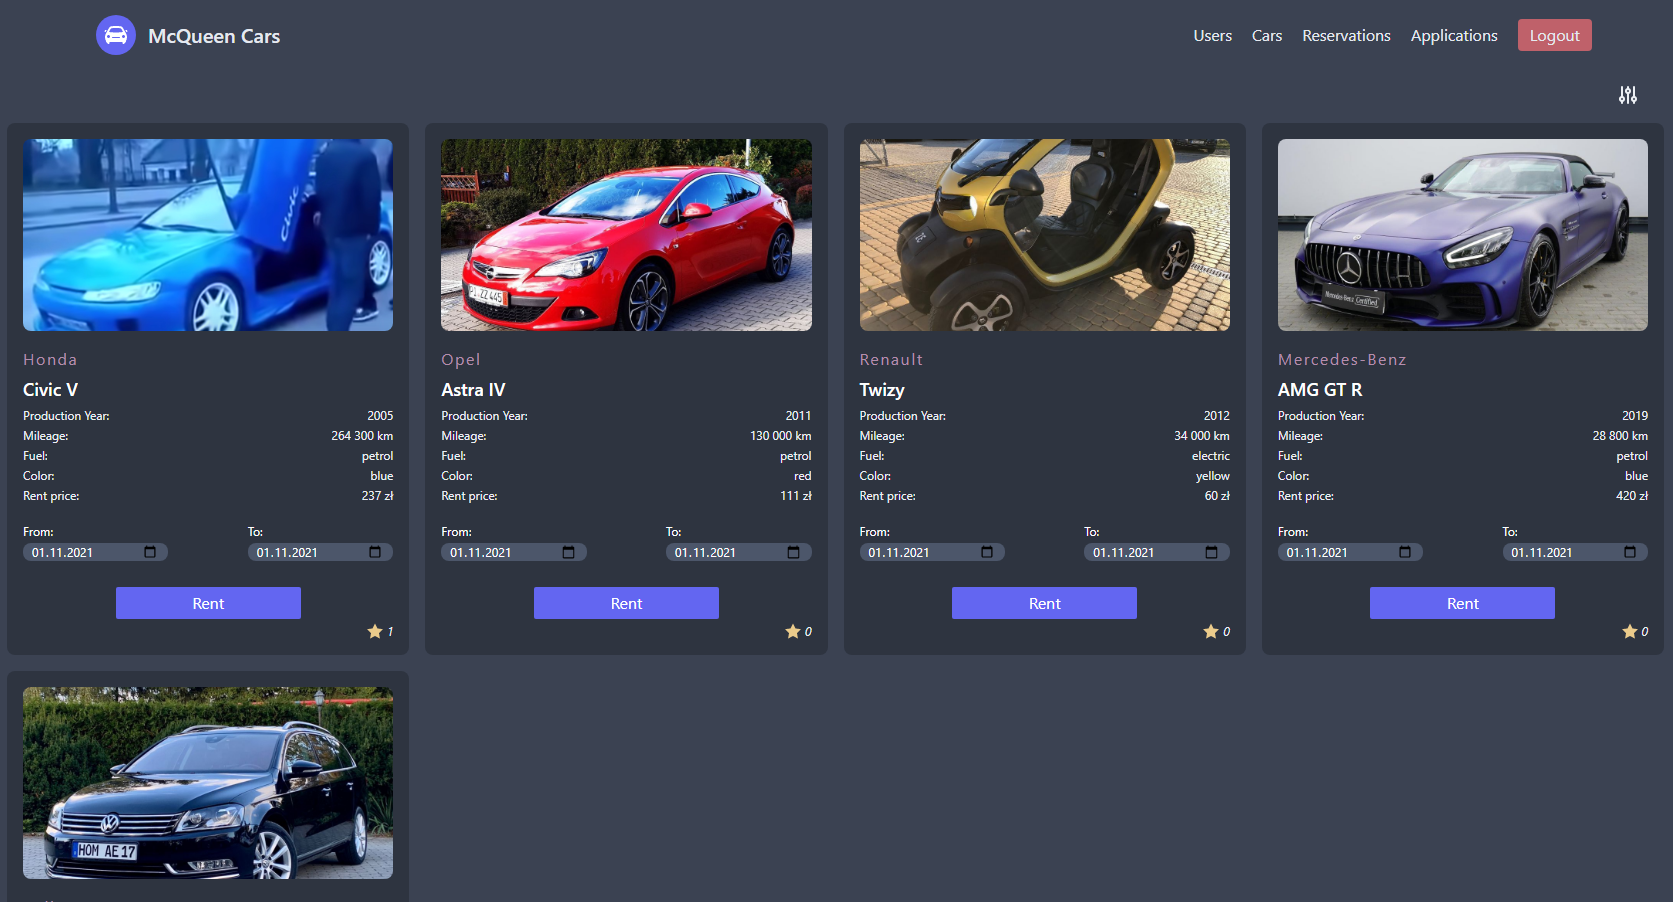 McQueen Cars
Users Cars Reservations Applications Logout
Civic
Honda
Civic V
Production Year: 2005
Mileage: 264 300 km
Fuel: petrol
Color: blue
Rent price: 237 zł
From: To:
01.11.2021 01.11.2021
Rent
1
Opel
Astra IV
Production Year: 2011
Mileage: 130 000 km
Fuel: petrol
Color: red
Rent price: 111 zł
From: To:
01.11.2021 01.11.2021
Rent
0
Renault
Twizy
Production Year: 2012
Mileage: 34 000 km
Fuel: electric
Color: yellow
Rent price: 60 zł
From: To:
01.11.2021 01.11.2021
Rent
0
Mercedes-Benz Certified
Mercedes-Benz
AMG GT R
Production Year: 2019
Mileage: 28 800 km
Fuel: petrol
Color: blue
Rent price: 420 zł
From: To:
01.11.2021 01.11.2021
Rent
0
HOM AE 17